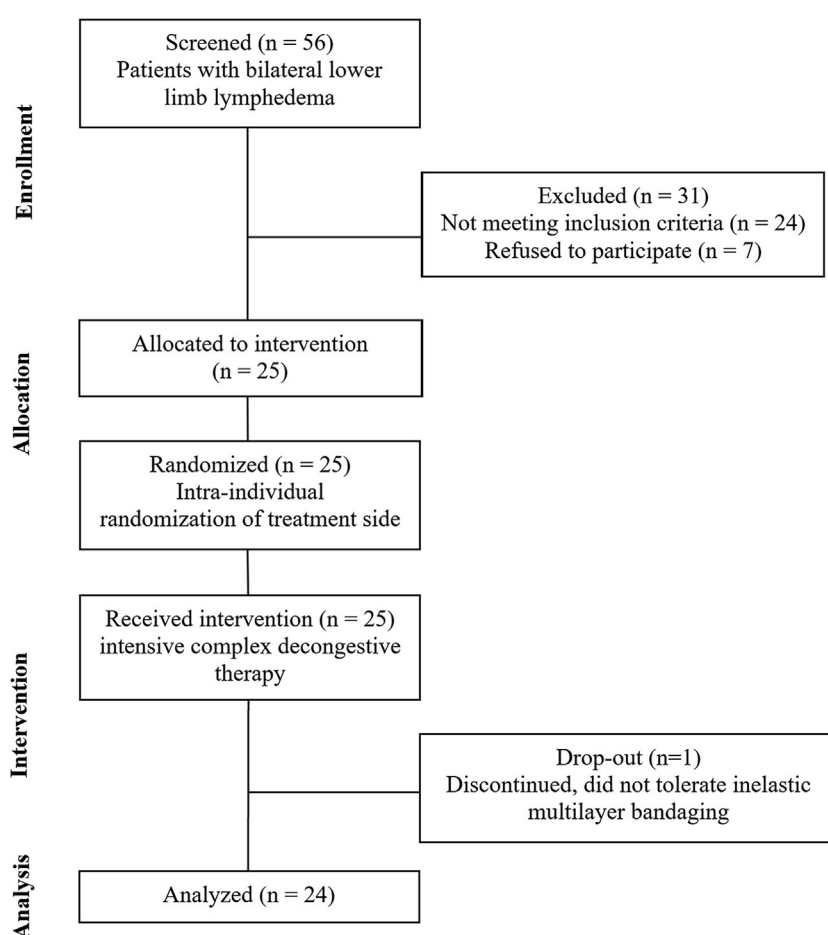 Enrollment
Screened (n = 56)
Patients with bilateral lower
limb lymphedema
Excluded (n = 31)
Not meeting inclusion criteria (n = 24)
Refused to participate (n = 7)
Allocation
Allocated to intervention
(n = 25)
Randomized (n = 25)
Intra-individual
randomization of treatment side
Intervention
Received intervention (n = 25)
intensive complex decongestive
therapy
Drop-out (n=1)
Discontinued, did not tolerate inelastic
multilayer bandaging
Analysis
Analyzed (n = 24)